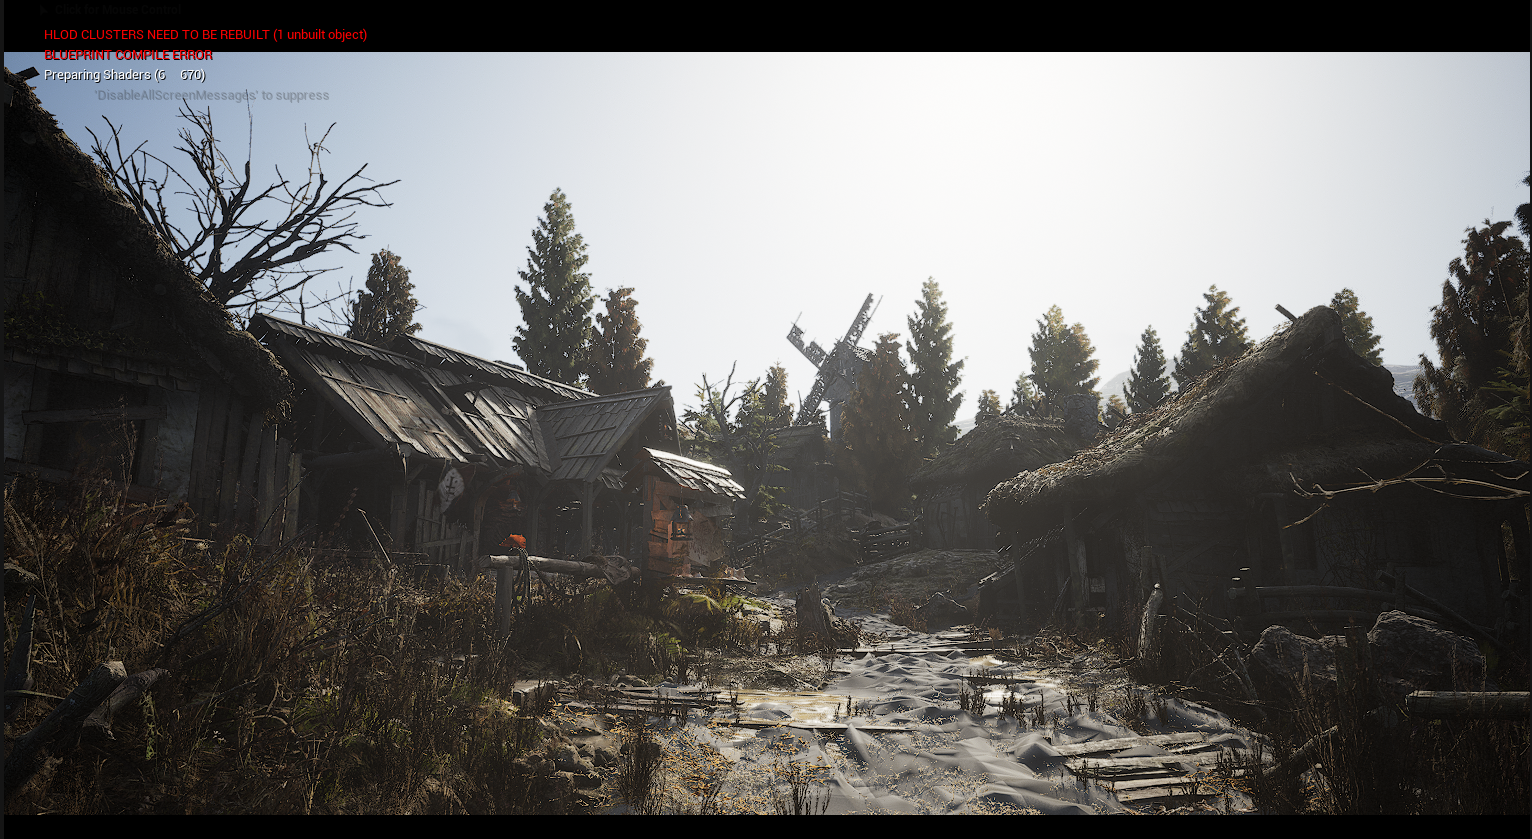 Click for Mouse Control
HLOD CLUSTERS NEED TO BE REBUILT (1 unbuilt object)
BLUEPRINT COMPILE ERROR
Preparing Shaders (6 670)
'DisableAllScreenMessages' to suppress